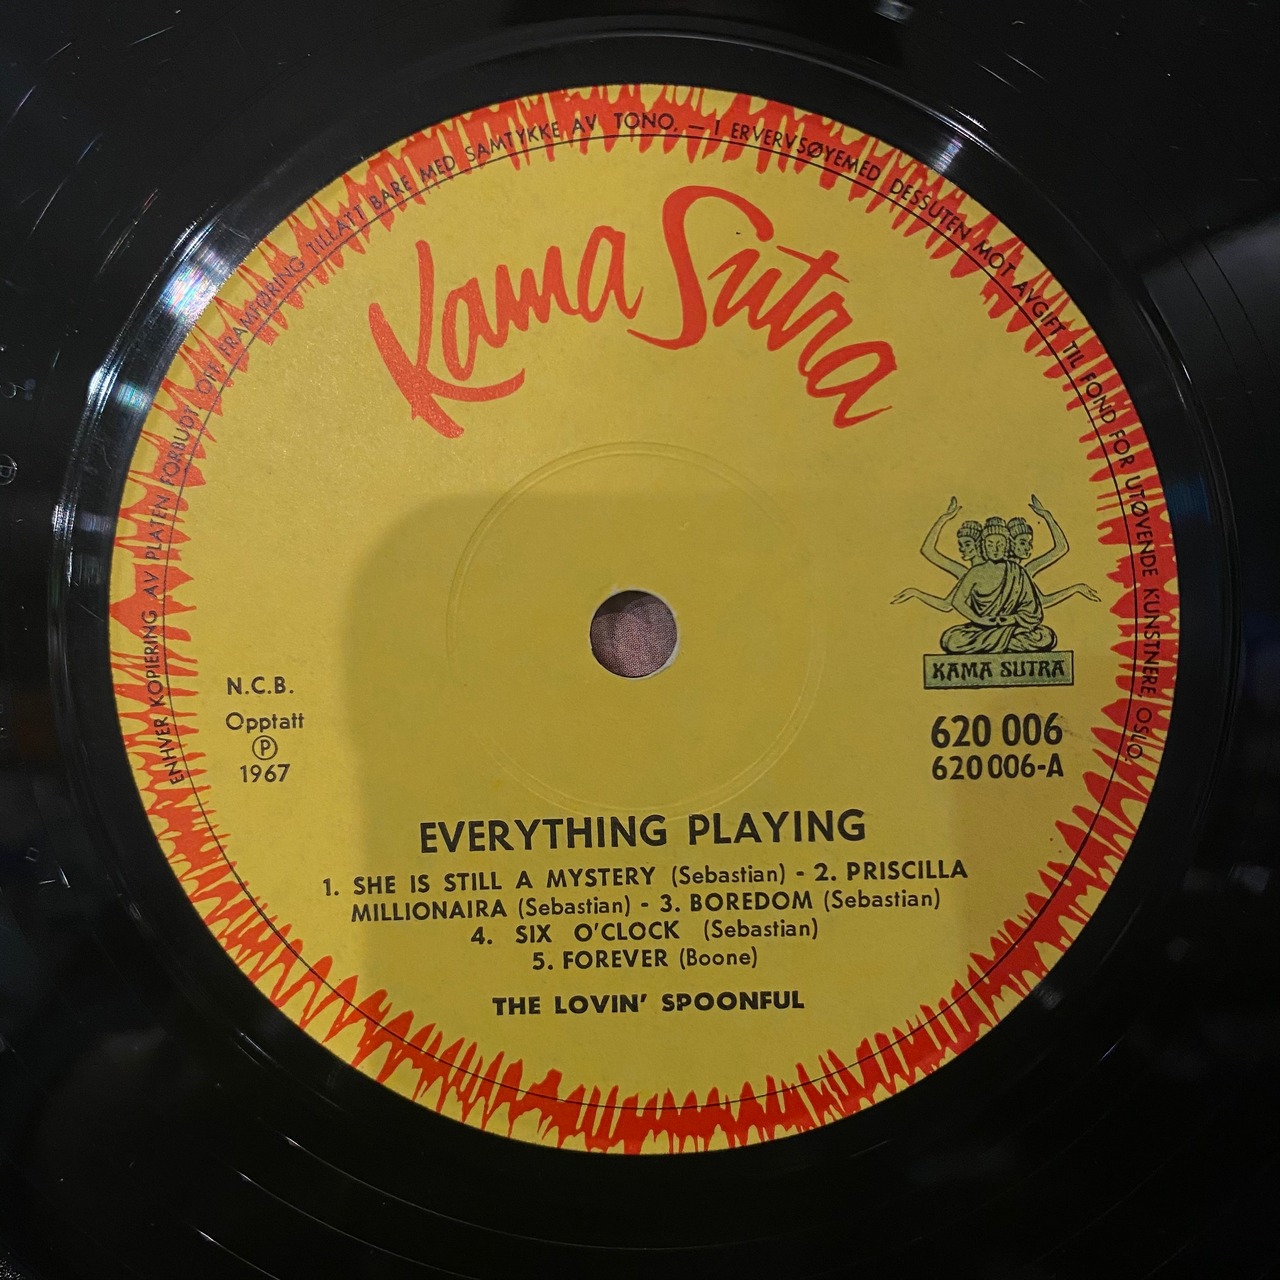 ENHVER KOPIERING AV PLATEN FORBUDT OFF FRAMFØRING TILLATT BARE MED SAMTYKKE AV TONO. — I ERVERVSØYEMED DESSUTEN MOT AVGIFT TIL FOND FOR UTØVENDE KUNSTNERE, OSLO.
Kama Sutra
KAMA SUTRA
N.C.B.
Opptatt
Ⓟ
1967
620 006
620 006-A
EVERYTHING PLAYING
1. SHE IS STILL A MYSTERY (Sebastian) - 2. PRISCILLA
MILLIONAIRA (Sebastian) - 3. BOREDOM (Sebastian)
4. SIX O'CLOCK (Sebastian)
5. FOREVER (Boone)
THE LOVIN' SPOONFUL